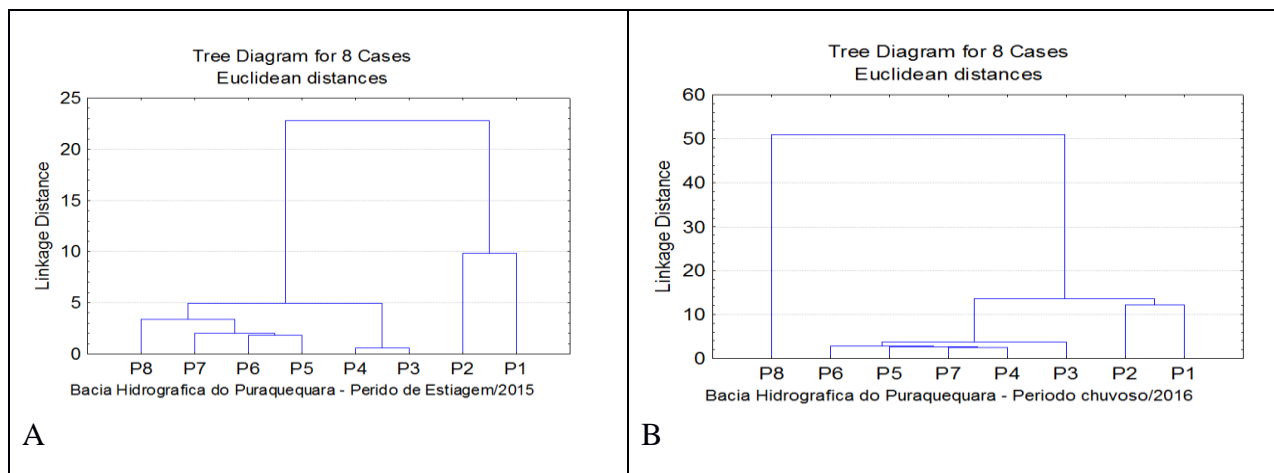 Tree Diagram for 8 Cases
Euclidean distances
25
20
15
10
5
0
Linkage Distance
P8 P7 P6 P5 P4 P3 P2 P1
Bacia Hidrografica do Puraquequara - Perido de Estiagem/2015
A
Tree Diagram for 8 Cases
Euclidean distances
60
50
40
30
20
10
0
Linkage Distance
P8 P6 P5 P7 P4 P3 P2 P1
Bacia Hidrografica do Puraquequara - Periodo chuvoso/2016
B